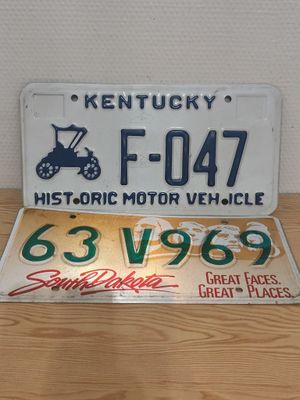 KENTUCKY
F-047
HISTORIC MOTOR VEHICLE
63 V969
South Dakota
GREAT FACES.
GREAT PLACES.